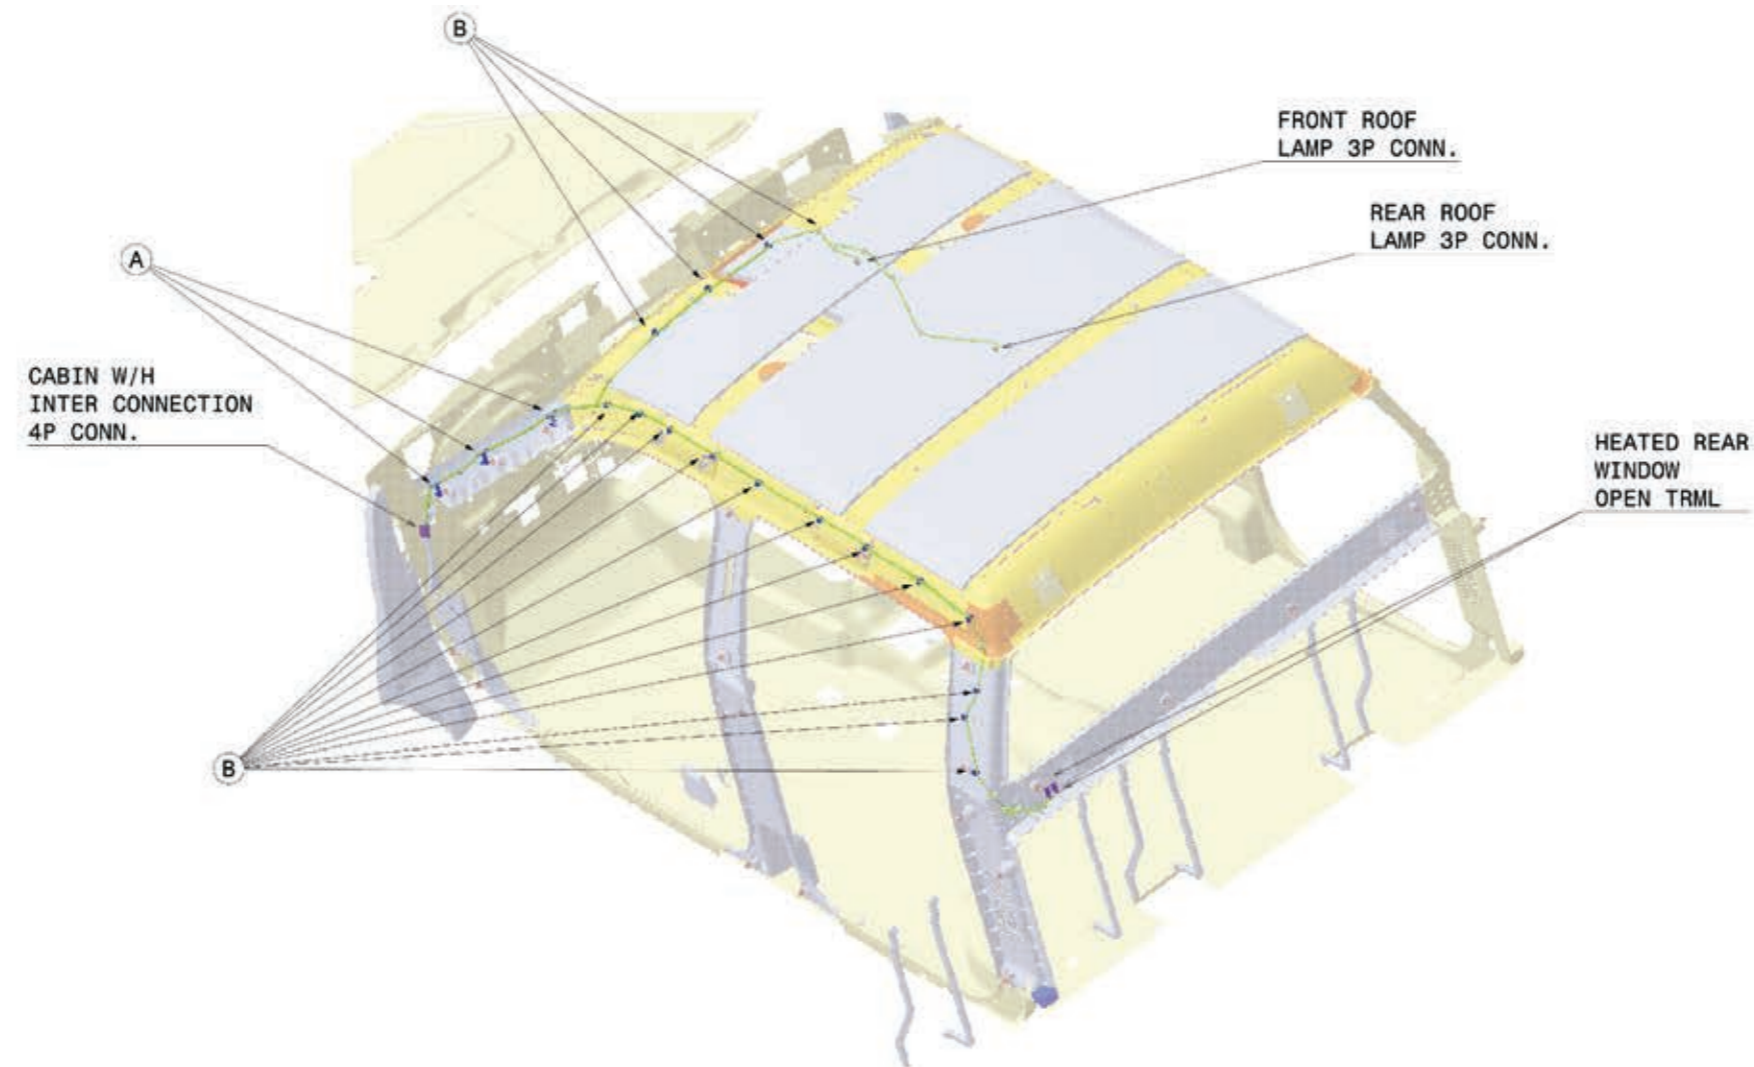 B
FRONT ROOF
LAMP 3P CONN.
REAR ROOF
LAMP 3P CONN.
A
CABIN W/H
INTER CONNECTION
4P CONN.
HEATED REAR
WINDOW
OPEN TRML
B